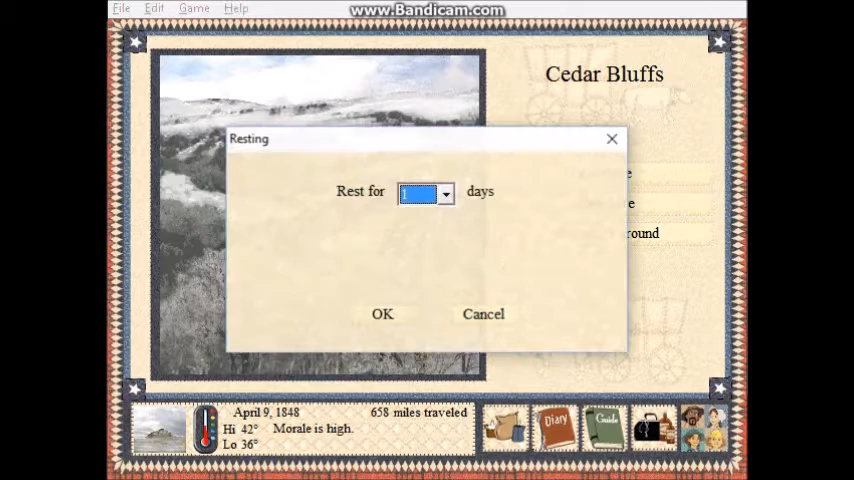 File Edit Game Help
www.Bandicam.com
Cedar Bluffs
Resting
Rest for 1 days
OK Cancel
round
April 9, 1848 658 miles traveled
Hi 42° Morale is high.
Lo 36°
Diary
Guide